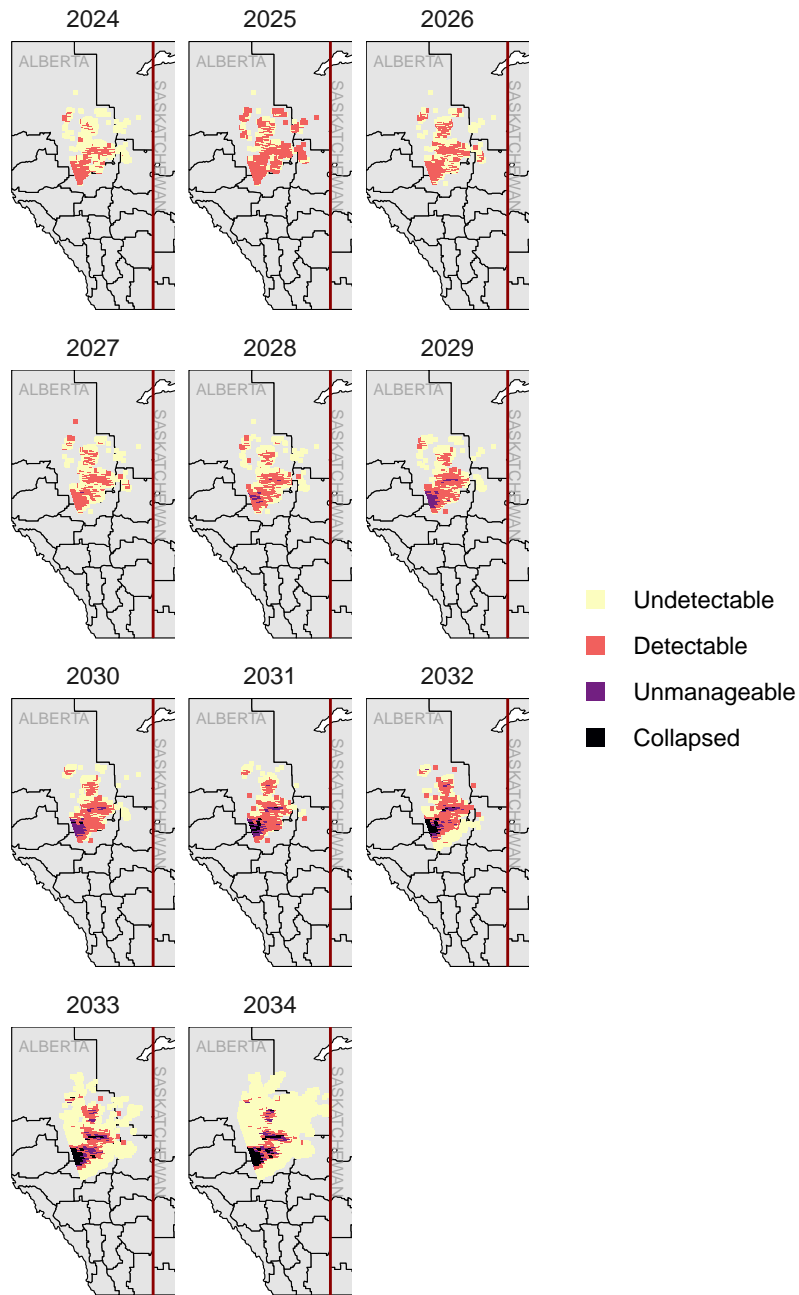 2024 2025 2026
ALBERTA SASKATCHEWAN ALBERTA SASKATCHEWAN ALBERTA SASKATCHEWAN
2027 2028 2029
ALBERTA SASKATCHEWAN ALBERTA SASKATCHEWAN ALBERTA SASKATCHEWAN
Undetectable
Detectable
Unmanageable
Collapsed
2030 2031 2032
ALBERTA SASKATCHEWAN ALBERTA SASKATCHEWAN ALBERTA SASKATCHEWAN
2033 2034
ALBERTA SASKATCHEWAN ALBERTA SASKATCHEWAN